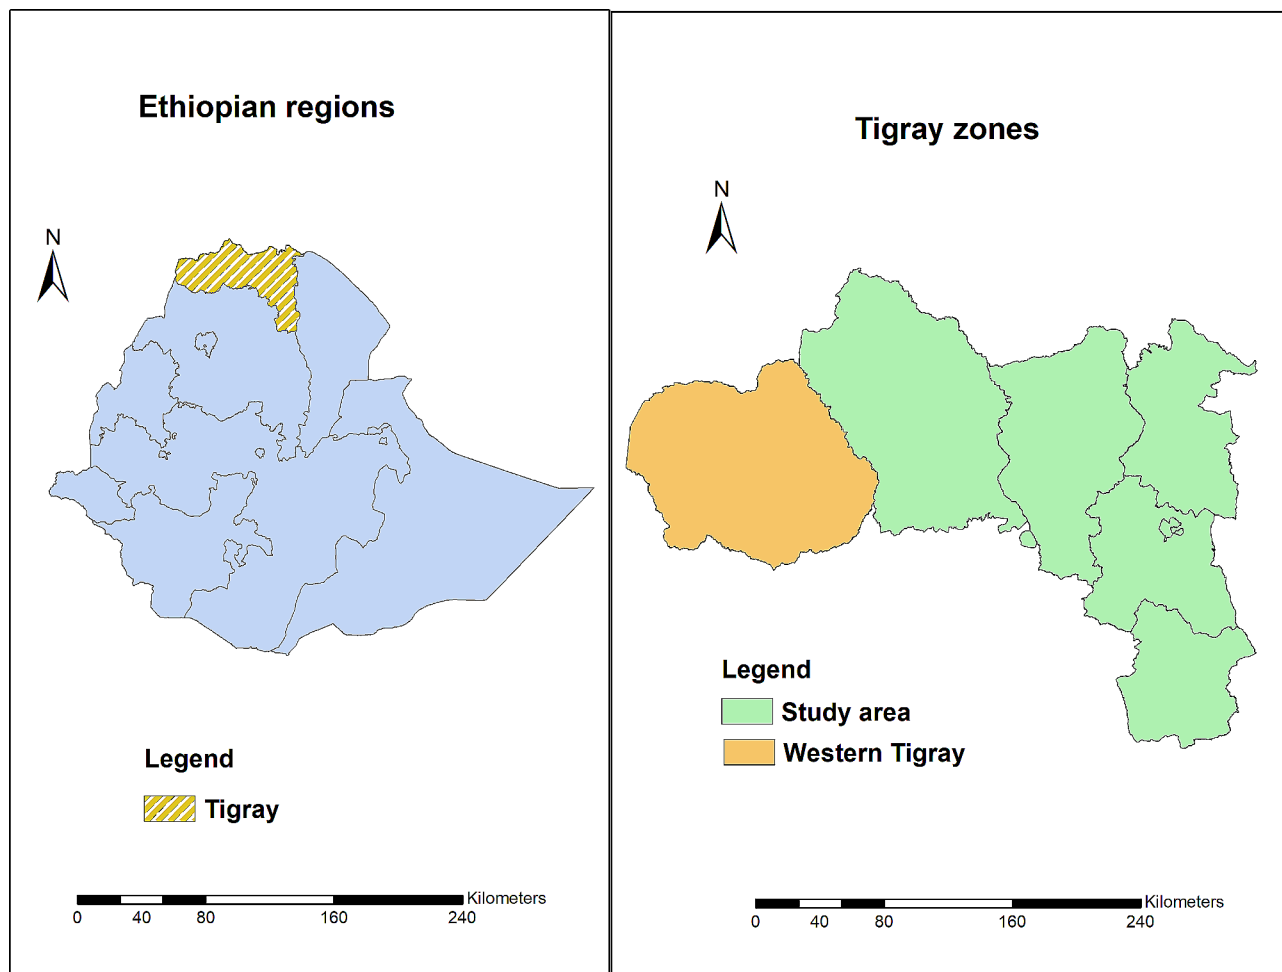 Ethiopian regions
N
Legend
Tigray
Kilometers
0 40 80 160 240
Tigray zones
N
Legend
Study area
Western Tigray
Kilometers
0 40 80 160 240